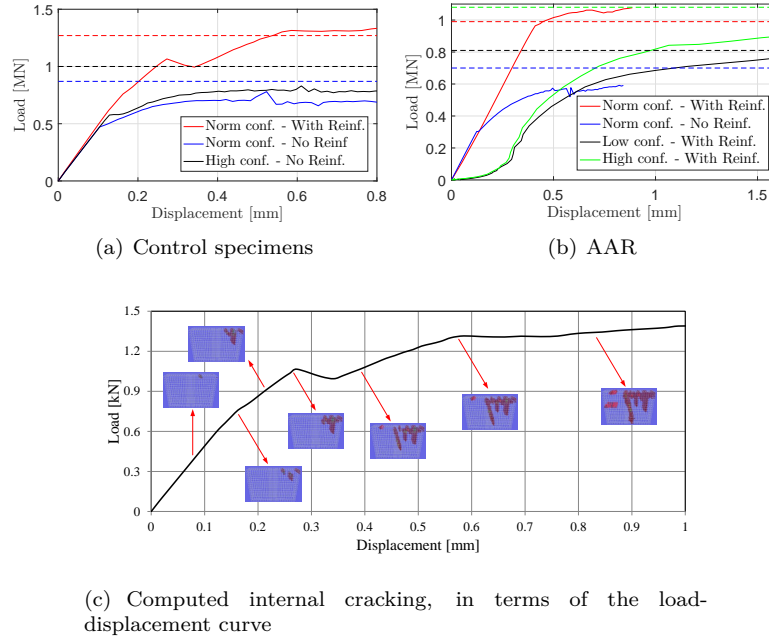 1.5
1
0.5
0
Load [MN]
0 0.2 0.4 0.6 0.8
Displacement [mm]
Norm conf. - With Reinf.
Norm conf. - No Reinf
High conf. - No Reinf.
(a) Control specimens
1
0.8
0.6
0.4
0.2
0
Load [MN]
0 0.5 1 1.5
Displacement [mm]
Norm conf. - With Reinf.
Norm conf. - No Reinf.
Low conf. - With Reinf.
High conf. - With Reinf.
(b) AAR
1.5
1.2
0.9
0.6
0.3
0
Load [kN]
0 0.1 0.2 0.3 0.4 0.5 0.6 0.7 0.8 0.9 1
Displacement [mm]
(c) Computed internal cracking, in terms of the load-
displacement curve